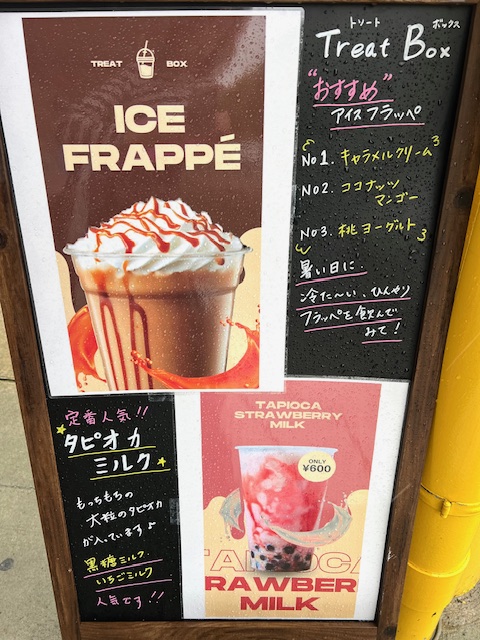 TREAT BOX
ICE
FRAPPÉ
トリート ボックス
Treat Box
"おすすめ"
アイスフラッペ
No1. キャラメルクリーム
No2. ココナッツ
マンゴー
No3. 桃ヨーグルト
暑い日に、
冷た〜い、ひんやり
フラッペを飲んで
みて!
定番人気!!
タピオカ
ミルク
もっちもちの
大粒のタピオカ
が入っています♪
黒糖ミルク、
いちごミルク
人気です!!
TAPIOCA
STRAWBERRY
MILK
ONLY
¥600
TAPIOCA
RAWBER
MILK